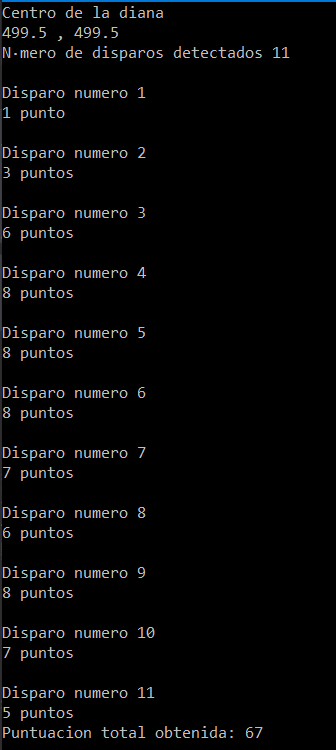 Centro de la diana
499.5 , 499.5
N·mero de disparos detectados 11
Disparo numero 1
1 punto
Disparo numero 2
3 puntos
Disparo numero 3
6 puntos
Disparo numero 4
8 puntos
Disparo numero 5
8 puntos
Disparo numero 6
8 puntos
Disparo numero 7
7 puntos
Disparo numero 8
6 puntos
Disparo numero 9
8 puntos
Disparo numero 10
7 puntos
Disparo numero 11
5 puntos
Puntuacion total obtenida: 67